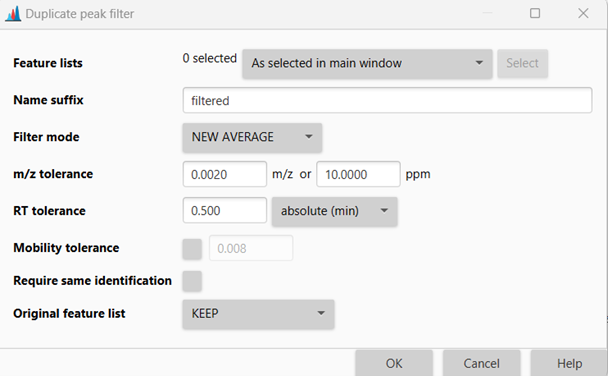 Duplicate peak filter
Feature lists 0 selected As selected in main window Select
Name suffix filtered
Filter mode NEW AVERAGE
m/z tolerance 0.0020 m/z or 10.0000 ppm
RT tolerance 0.500 absolute (min)
Mobility tolerance 0.008
Require same identification
Original feature list KEEP
OK Cancel Help